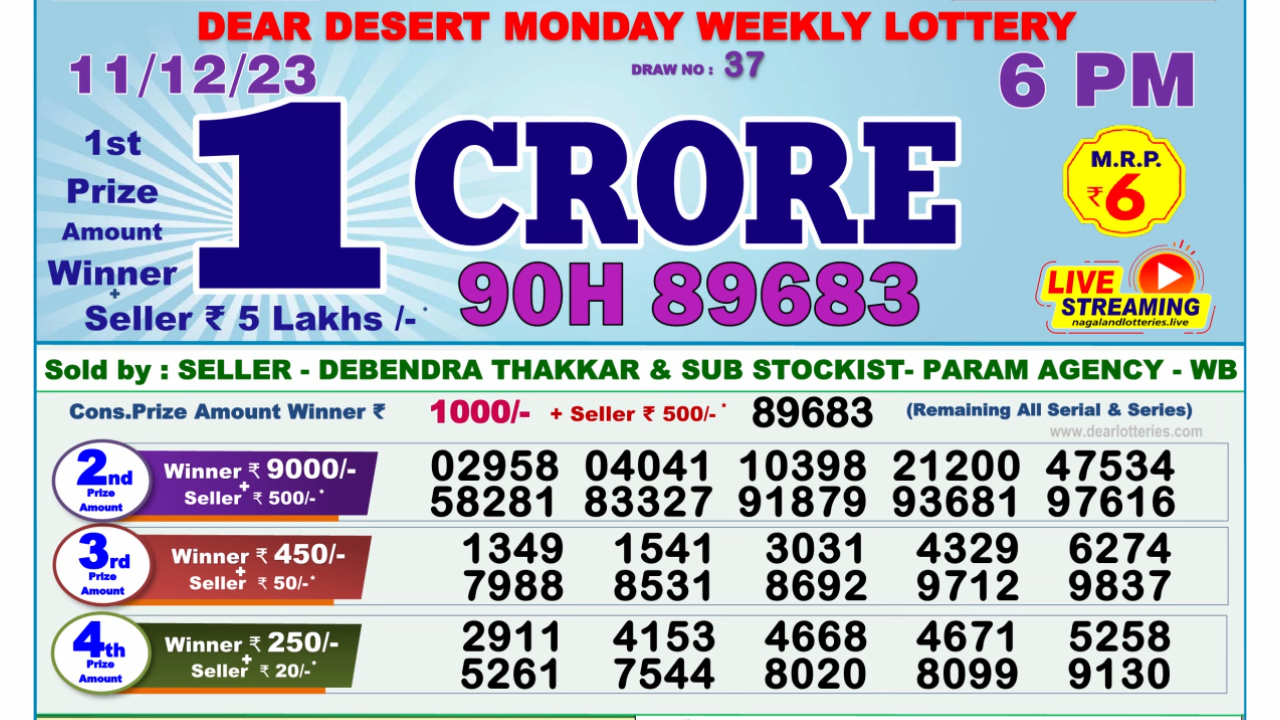 DEAR DESERT MONDAY WEEKLY LOTTERY
11/12/23
DRAW NO : 37
6 PM
1st
Prize
Amount
Winner
+
Seller ₹ 5 Lakhs /-*
1 CRORE
90H 89683
M.R.P.
₹6
LIVE
STREAMING
nagalandlotteries.live
Sold by : SELLER - DEBENDRA THAKKAR & SUB STOCKIST- PARAM AGENCY - WB
Cons.Prize Amount Winner ₹ 1000/- + Seller ₹ 500/-* 89683 (Remaining All Serial & Series)
www.dearlotteries.com
2nd
Prize
Amount
Winner ₹ 9000/-
+
Seller ₹ 500/-*
02958 04041 10398 21200 47534
58281 83327 91879 93681 97616
3rd
Prize
Amount
Winner ₹ 450/-
+
Seller ₹ 50/-*
1349 1541 3031 4329 6274
7988 8531 8692 9712 9837
4th
Prize
Amount
Winner ₹ 250/-
+
Seller ₹ 20/-*
2911 4153 4668 4671 5258
5261 7544 8020 8099 9130